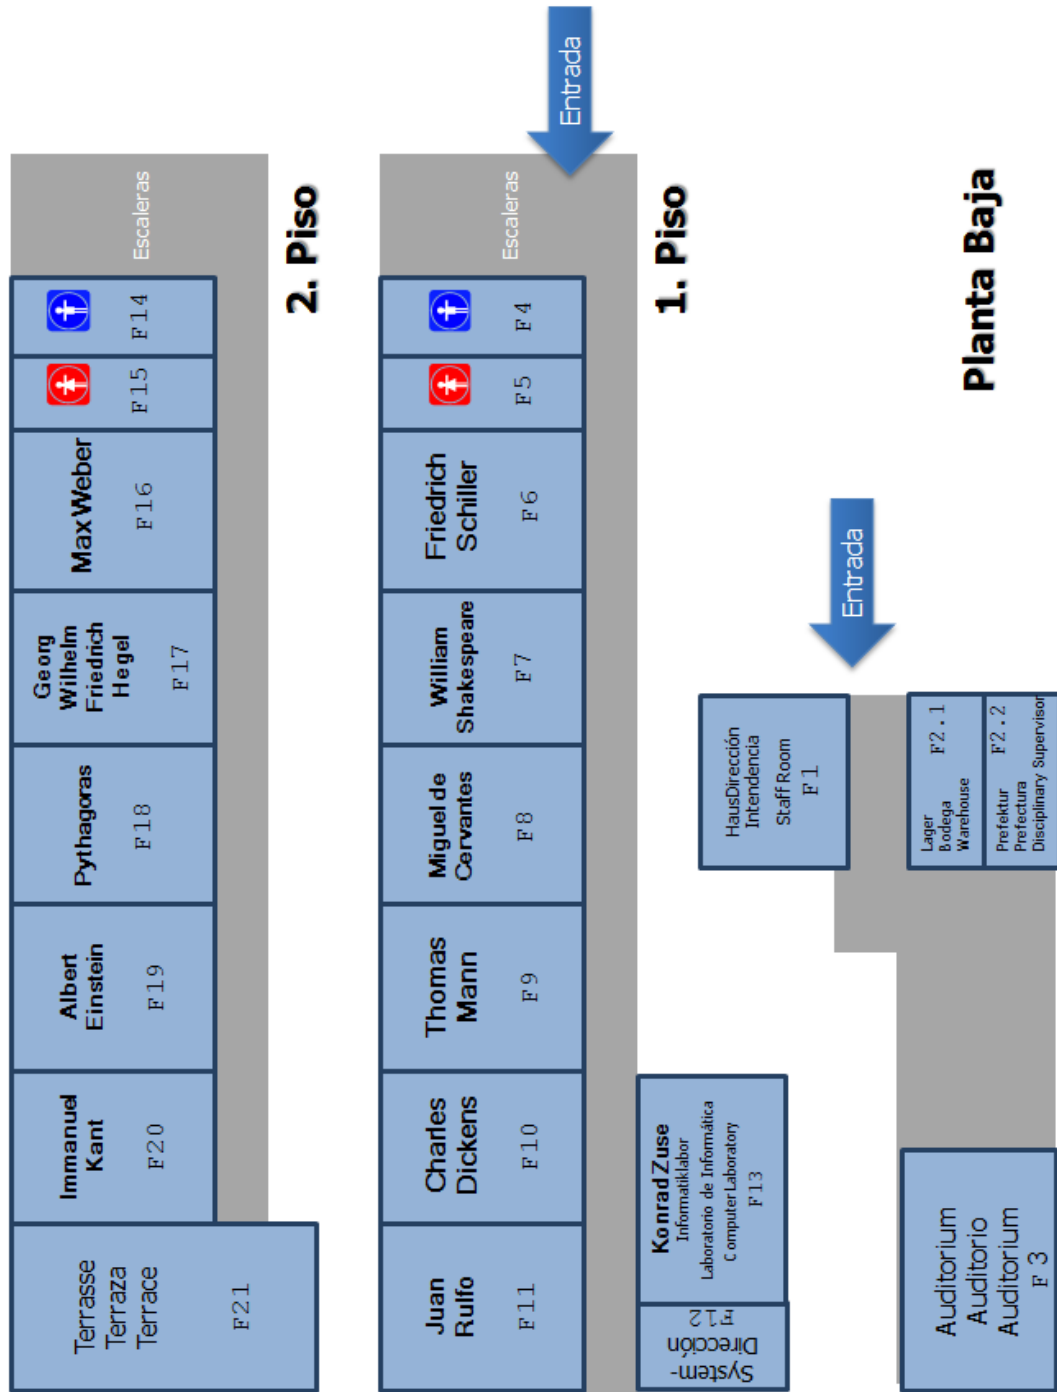 Terrasse
Terraza
Terrace
F21
Immanuel
Kant
F20
Albert
Einstein
F19
Pythagoras
F18
Georg
Wilhelm
Friedrich
Hegel
F17
Max Weber
F16
F15
F14
Escaleras
2. Piso
Juan
Rulfo
F11
Charles
Dickens
F10
Thomas
Mann
F9
Miguel de
Cervantes
F8
William
Shakespeare
F7
Friedrich
Schiller
F6
F5
F4
Escaleras
Entrada
1. Piso
System-
Dirección
F12
Konrad Zuse
Informatiklabor
Laboratorio de Informática
Computer Laboratory
F13
HausDirección
Intendencia
Staff Room
F1
Entrada
Lager
Bodega
Warehouse
F2.1
Prefektur
Prefectura
Disciplinary Supervisor
F2.2
Auditorium
Auditorio
Auditorium
F 3
Planta Baja